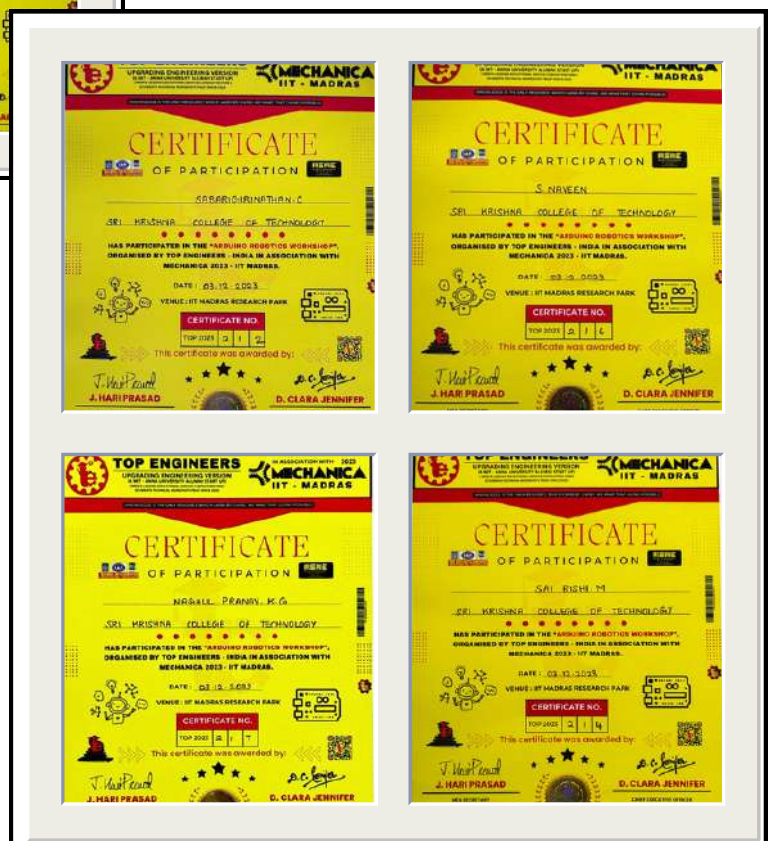 TOP ENGINEERS
UPGRADING ENGINEERING VERSION
MECHANICA
IIT - MADRAS
CERTIFICATE
OF PARTICIPATION
SABARIGHIRINATHAN.C
SRI KRISHNA COLLEGE OF TECHNOLOGY
HAS PARTICIPATED IN THE "ARDUINO ROBOTICS WORKSHOP",
ORGANISED BY TOP ENGINEERS - INDIA IN ASSOCIATION WITH
MECHANICA 2023 - IIT MADRAS.
DATE : 03.12.2023
VENUE : IIT MADRAS RESEARCH PARK
CERTIFICATE NO.
TOP 2023 2 1 2
This certificate was awarded by:
J. HARI PRASAD D. CLARA JENNIFER
MECHANICA
IIT - MADRAS
CERTIFICATE
OF PARTICIPATION
S NAVEEN
SRI KRISHNA COLLEGE OF TECHNOLOGY
HAS PARTICIPATED IN THE "ARDUINO ROBOTICS WORKSHOP",
ORGANISED BY TOP ENGINEERS - INDIA IN ASSOCIATION WITH
MECHANICA 2023 - IIT MADRAS.
DATE : 03.12.2023
VENUE : IIT MADRAS RESEARCH PARK
CERTIFICATE NO.
TOP 2023 2 1 6
This certificate was awarded by:
J. HARI PRASAD D. CLARA JENNIFER
TOP ENGINEERS
UPGRADING ENGINEERING VERSION
IN ASSOCIATION WITH 2023
MECHANICA
IIT - MADRAS
CERTIFICATE
OF PARTICIPATION
NAGHUL PRANAV. K.G
SRI KRISHNA COLLEGE OF TECHNOLOGY
HAS PARTICIPATED IN THE "ARDUINO ROBOTICS WORKSHOP",
ORGANISED BY TOP ENGINEERS - INDIA IN ASSOCIATION WITH
MECHANICA 2023 - IIT MADRAS.
DATE : 03.12.2023
VENUE : IIT MADRAS RESEARCH PARK
CERTIFICATE NO.
TOP 2023 2 1 7
This certificate was awarded by:
J. HARI PRASAD D. CLARA JENNIFER
TOP ENGINEERS
UPGRADING ENGINEERING VERSION
MECHANICA
IIT - MADRAS
CERTIFICATE
OF PARTICIPATION
SAI RISHI M
SRI KRISHNA COLLEGE OF TECHNOLOGY
HAS PARTICIPATED IN THE "ARDUINO ROBOTICS WORKSHOP",
ORGANISED BY TOP ENGINEERS - INDIA IN ASSOCIATION WITH
MECHANICA 2023 - IIT MADRAS.
DATE : 03.12.2023
VENUE : IIT MADRAS RESEARCH PARK
CERTIFICATE NO.
TOP 2023 2 1 4
This certificate was awarded by:
J. HARI PRASAD D. CLARA JENNIFER
CHIEF EXECUTIVE OFFICER